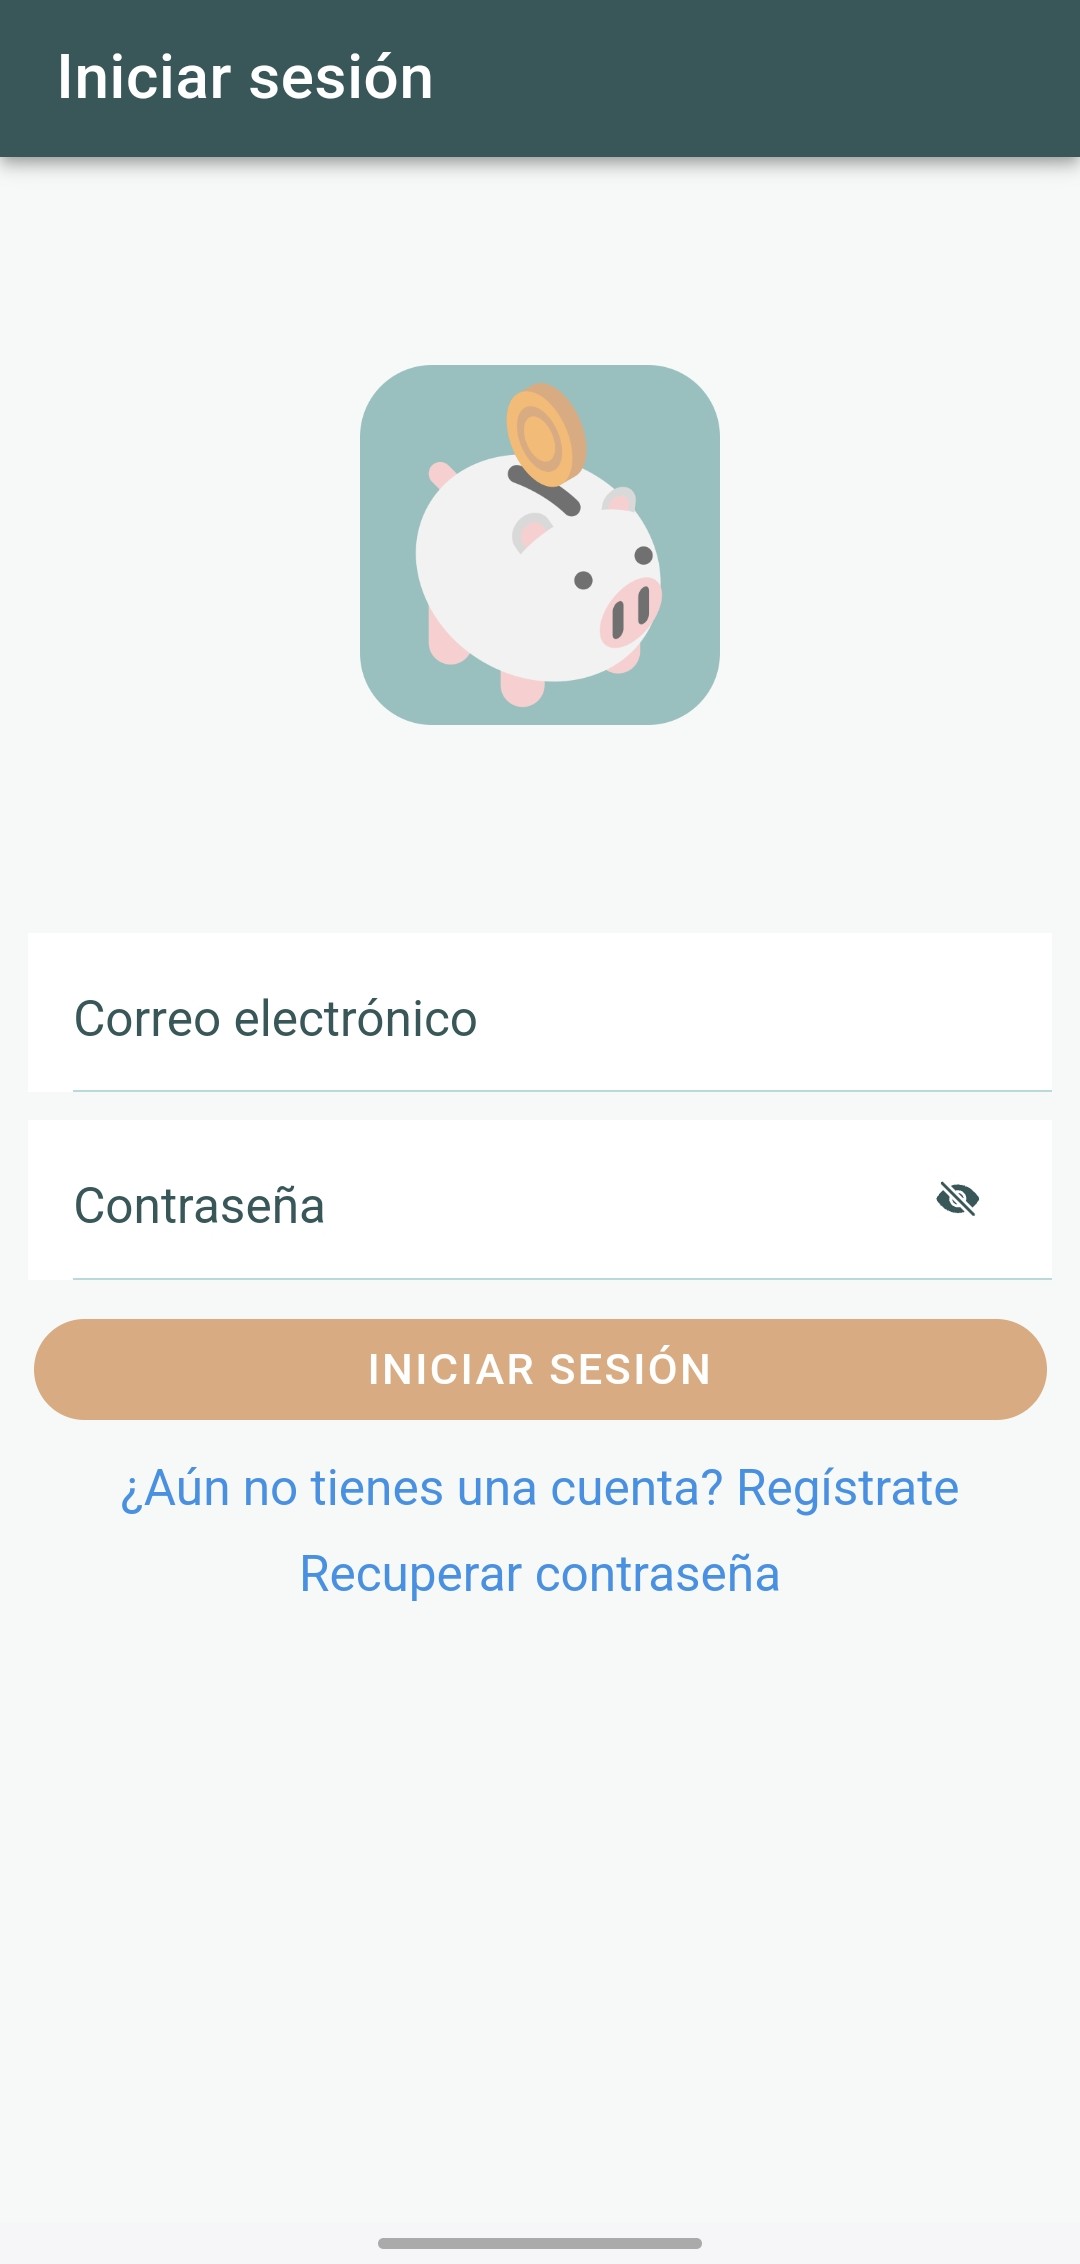 Iniciar sesión
Correo electrónico
Contraseña
INICIAR SESIÓN
¿Aún no tienes una cuenta? Regístrate
Recuperar contraseña